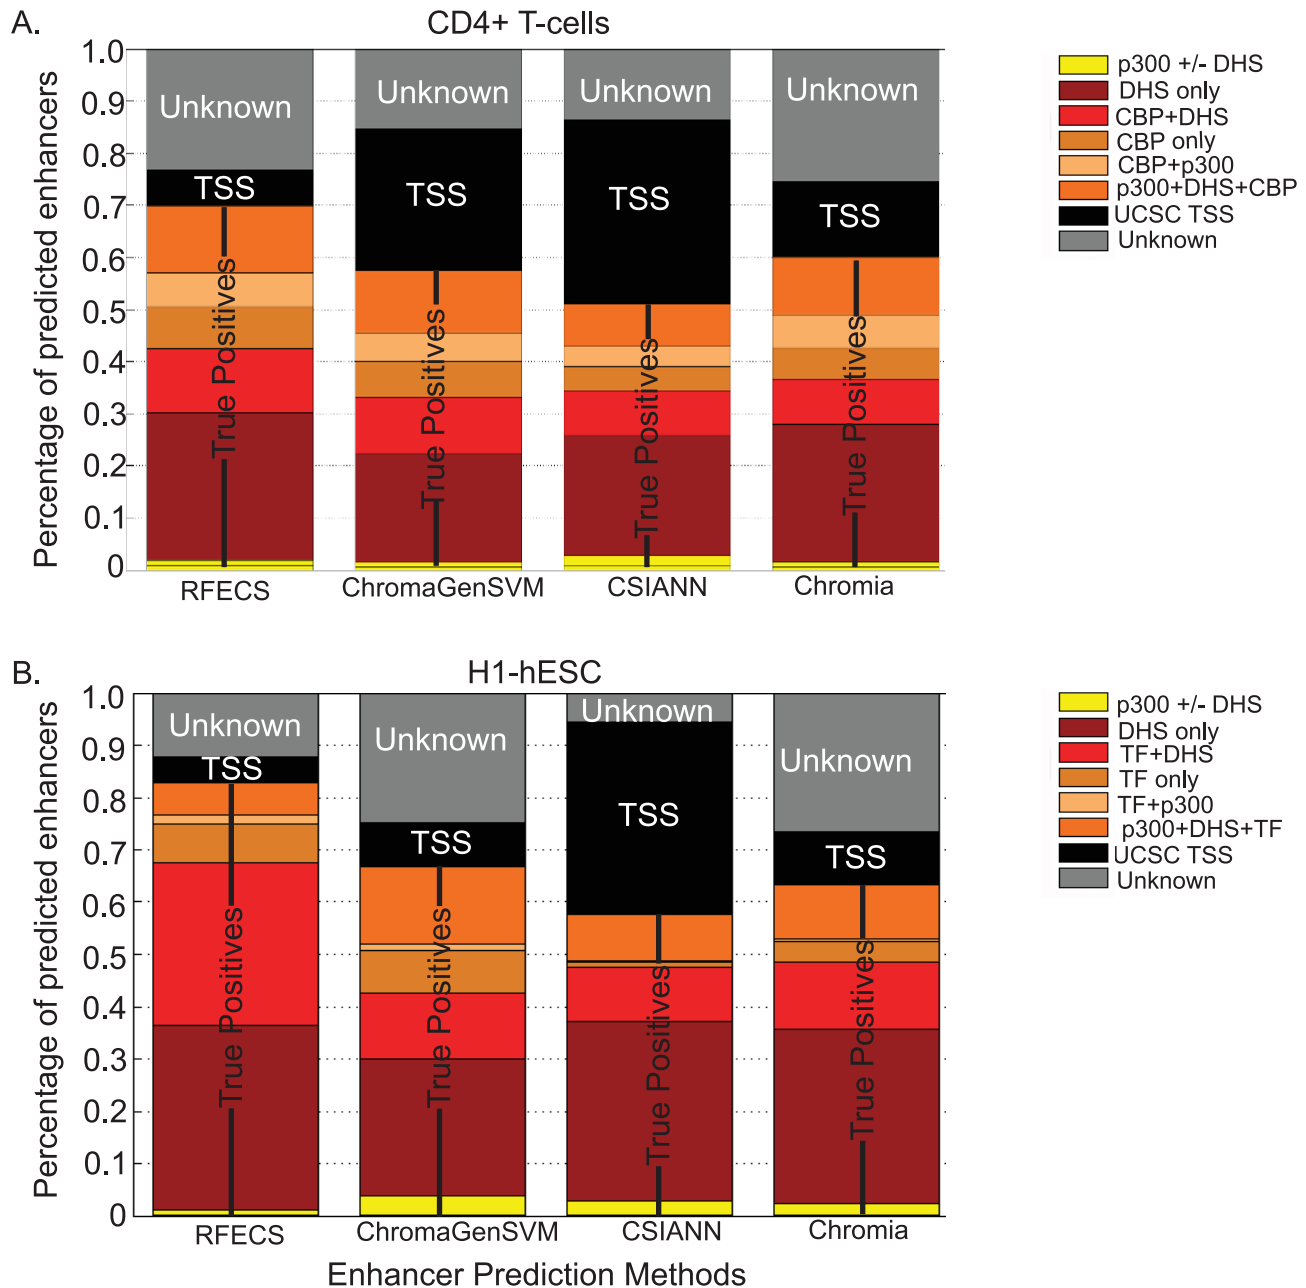 A.
CD4+ T-cells
Percentage of predicted enhancers
1.0
0.9
0.8
0.7
0.6
0.5
0.4
0.3
0.2
0.1
0
Unknown
TSS
True Positives
Unknown
TSS
True Positives
Unknown
TSS
True Positives
Unknown
TSS
True Positives
RFECS
ChromaGenSVM
CSIANN
Chromia
p300 +/- DHS
DHS only
CBP+DHS
CBP only
CBP+p300
p300+DHS+CBP
UCSC TSS
Unknown
B.
H1-hESC
Percentage of predicted enhancers
1.0
0.9
0.8
0.7
0.6
0.5
0.4
0.3
0.2
0.1
0
Unknown
TSS
True Positives
Unknown
TSS
True Positives
Unknown
TSS
True Positives
Unknown
TSS
True Positives
RFECS
ChromaGenSVM
CSIANN
Chromia
p300 +/- DHS
DHS only
TF+DHS
TF only
TF+p300
p300+DHS+TF
UCSC TSS
Unknown
Enhancer Prediction Methods